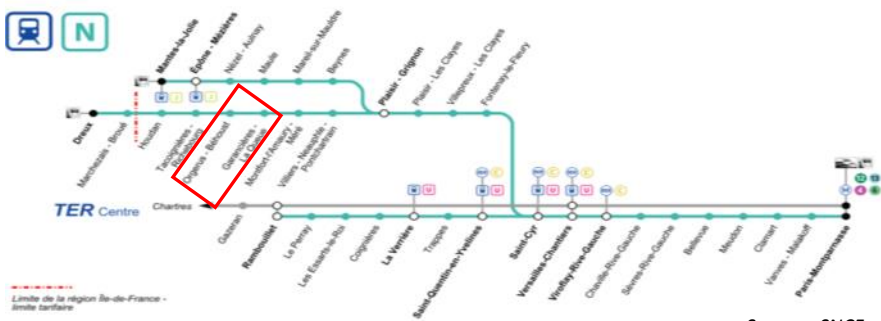 N
Mantes-la-Jolie
Épône - Mézières
Nézel - Aulnay
Maule
Mareil-sur-Mauldre
Beynes
Plaisir - Grignon
Plaisir - Les Clayes
Villepreux - Les Clayes
Fontenay-le-Fleury
Dreux
Marchezais - Broué
Houdan
Tacoignières -
Richebourg
Orgerus - Béhoust
Garancières -
La Queue
Montfort-l'Amaury -
Méré
Villiers - Neauphle -
Pontchartrain
TER Centre
Chartres
Gazeran
Rambouillet
Le Perray
Les Essarts-le-Roi
Coignières
La Verrière
Trappes
Saint-Quentin-en-Yvelines
Saint-Cyr
Versailles-Chantiers
Viroflay-Rive-Gauche
Chaville-Rive-Gauche
Sèvres-Rive-Gauche
Bellevue
Meudon
Clamart
Vanves - Malakoff
Paris-Montparnasse
U
C
U
C
U
C
U
C
M
12
13
4
6
Limite de la région Île-de-France -
limite tarifaire